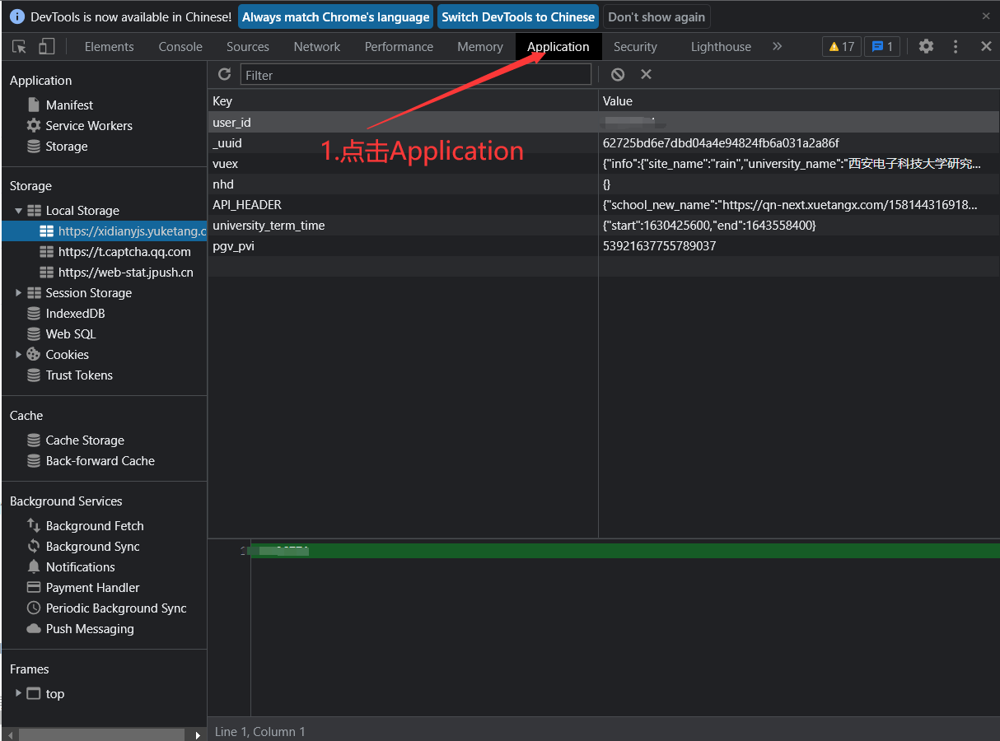 DevTools is now available in Chinese! Always match Chrome's language Switch DevTools to Chinese Don't show again
Elements Console Sources Network Performance Memory Application Security Lighthouse 17 1
Filter
Application
Manifest
Service Workers
Storage
Storage
Local Storage
https://xidianyjs.yuketang.c
https://t.captcha.qq.com
https://web-stat.jpush.cn
Session Storage
IndexedDB
Web SQL
Cookies
Trust Tokens
Cache
Cache Storage
Back-forward Cache
Background Services
Background Fetch
Background Sync
Notifications
Payment Handler
Periodic Background Sync
Push Messaging
Frames
top
Key Value
user_id
_uuid 62725bd6e7dbd04a4e94824fb6a031a2a86f
vuex {"info":{"site_name":"rain","university_name":"西安电子科技大学研究...
nhd {}
API_HEADER {"school_new_name":"https://qn-next.xuetangx.com/158144316918...
university_term_time {"start":1630425600,"end":1643558400}
pgv_pvi 53921637755789037
1.点击Application
Line 1, Column 1